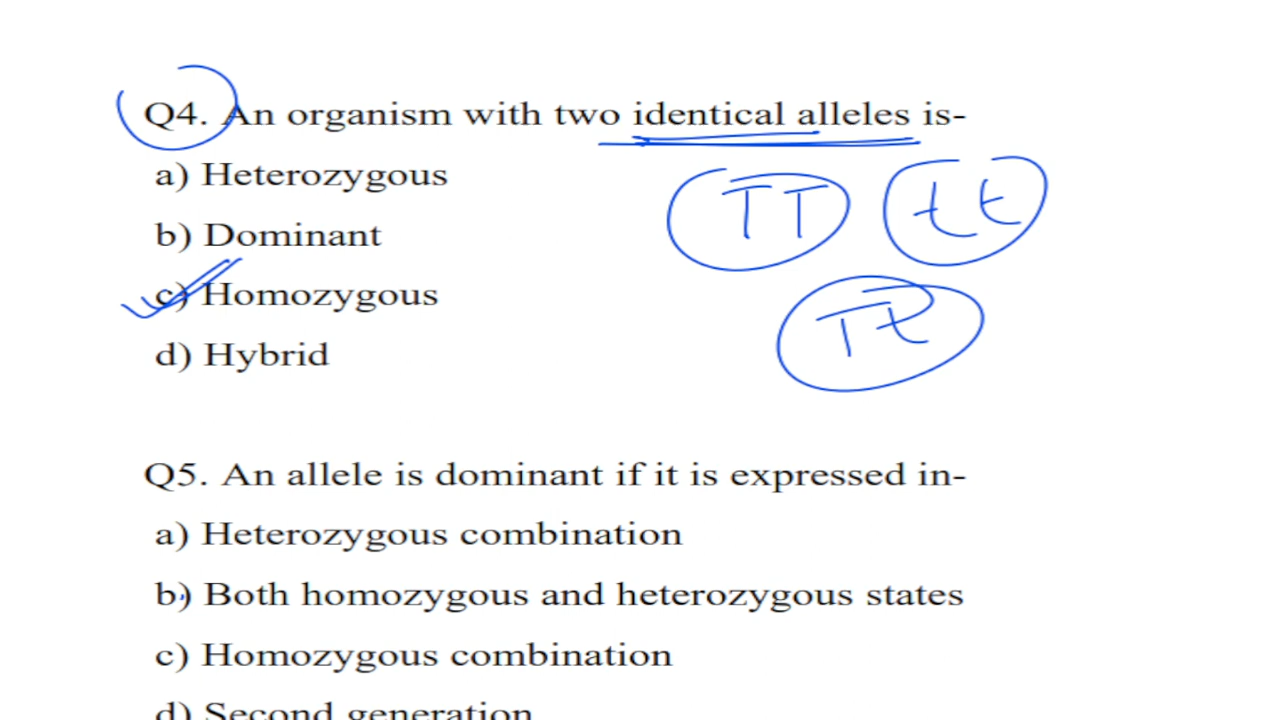 Q4. An organism with two identical alleles is-
a) Heterozygous
TT tt
b) Dominant
c) Homozygous
Tt
d) Hybrid
Q5. An allele is dominant if it is expressed in-
a) Heterozygous combination
b) Both homozygous and heterozygous states
c) Homozygous combination
d) Second generation